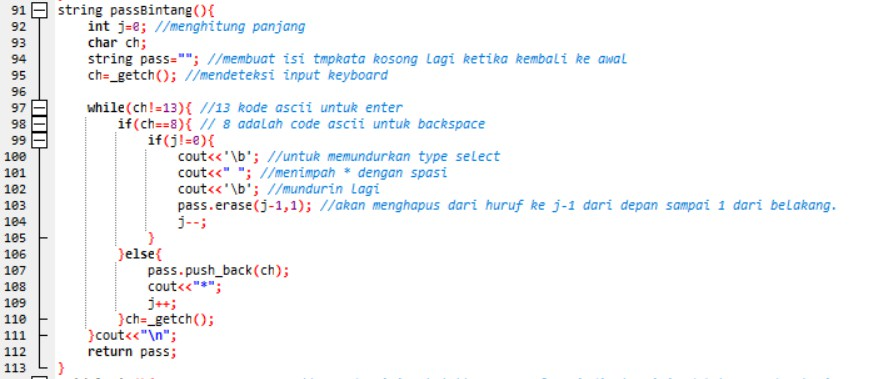 91 string passBintang(){
92 int j=0; //menghitung panjang
93 char ch;
94 string pass=""; //membuat isi tmpkata kosong lagi ketika kembali ke awal
95 ch=_getch(); //mendeteksi input keyboard
96
97 while(ch!=13){ //13 kode ascii untuk enter
98 if(ch==8){ // 8 adalah code ascii untuk backspace
99 if(j!=0){
100 cout<<'\b'; //untuk memundurkan type select
101 cout<<" "; //menimpah * dengan spasi
102 cout<<'\b'; //mundurin lagi
103 pass.erase(j-1,1); //akan menghapus dari huruf ke j-1 dari depan sampai 1 dari belakang.
104 j--;
105 }
106 }else{
107 pass.push_back(ch);
108 cout<<"*";
109 j++;
110 }ch=_getch();
111 }cout<<"\n";
112 return pass;
113 }